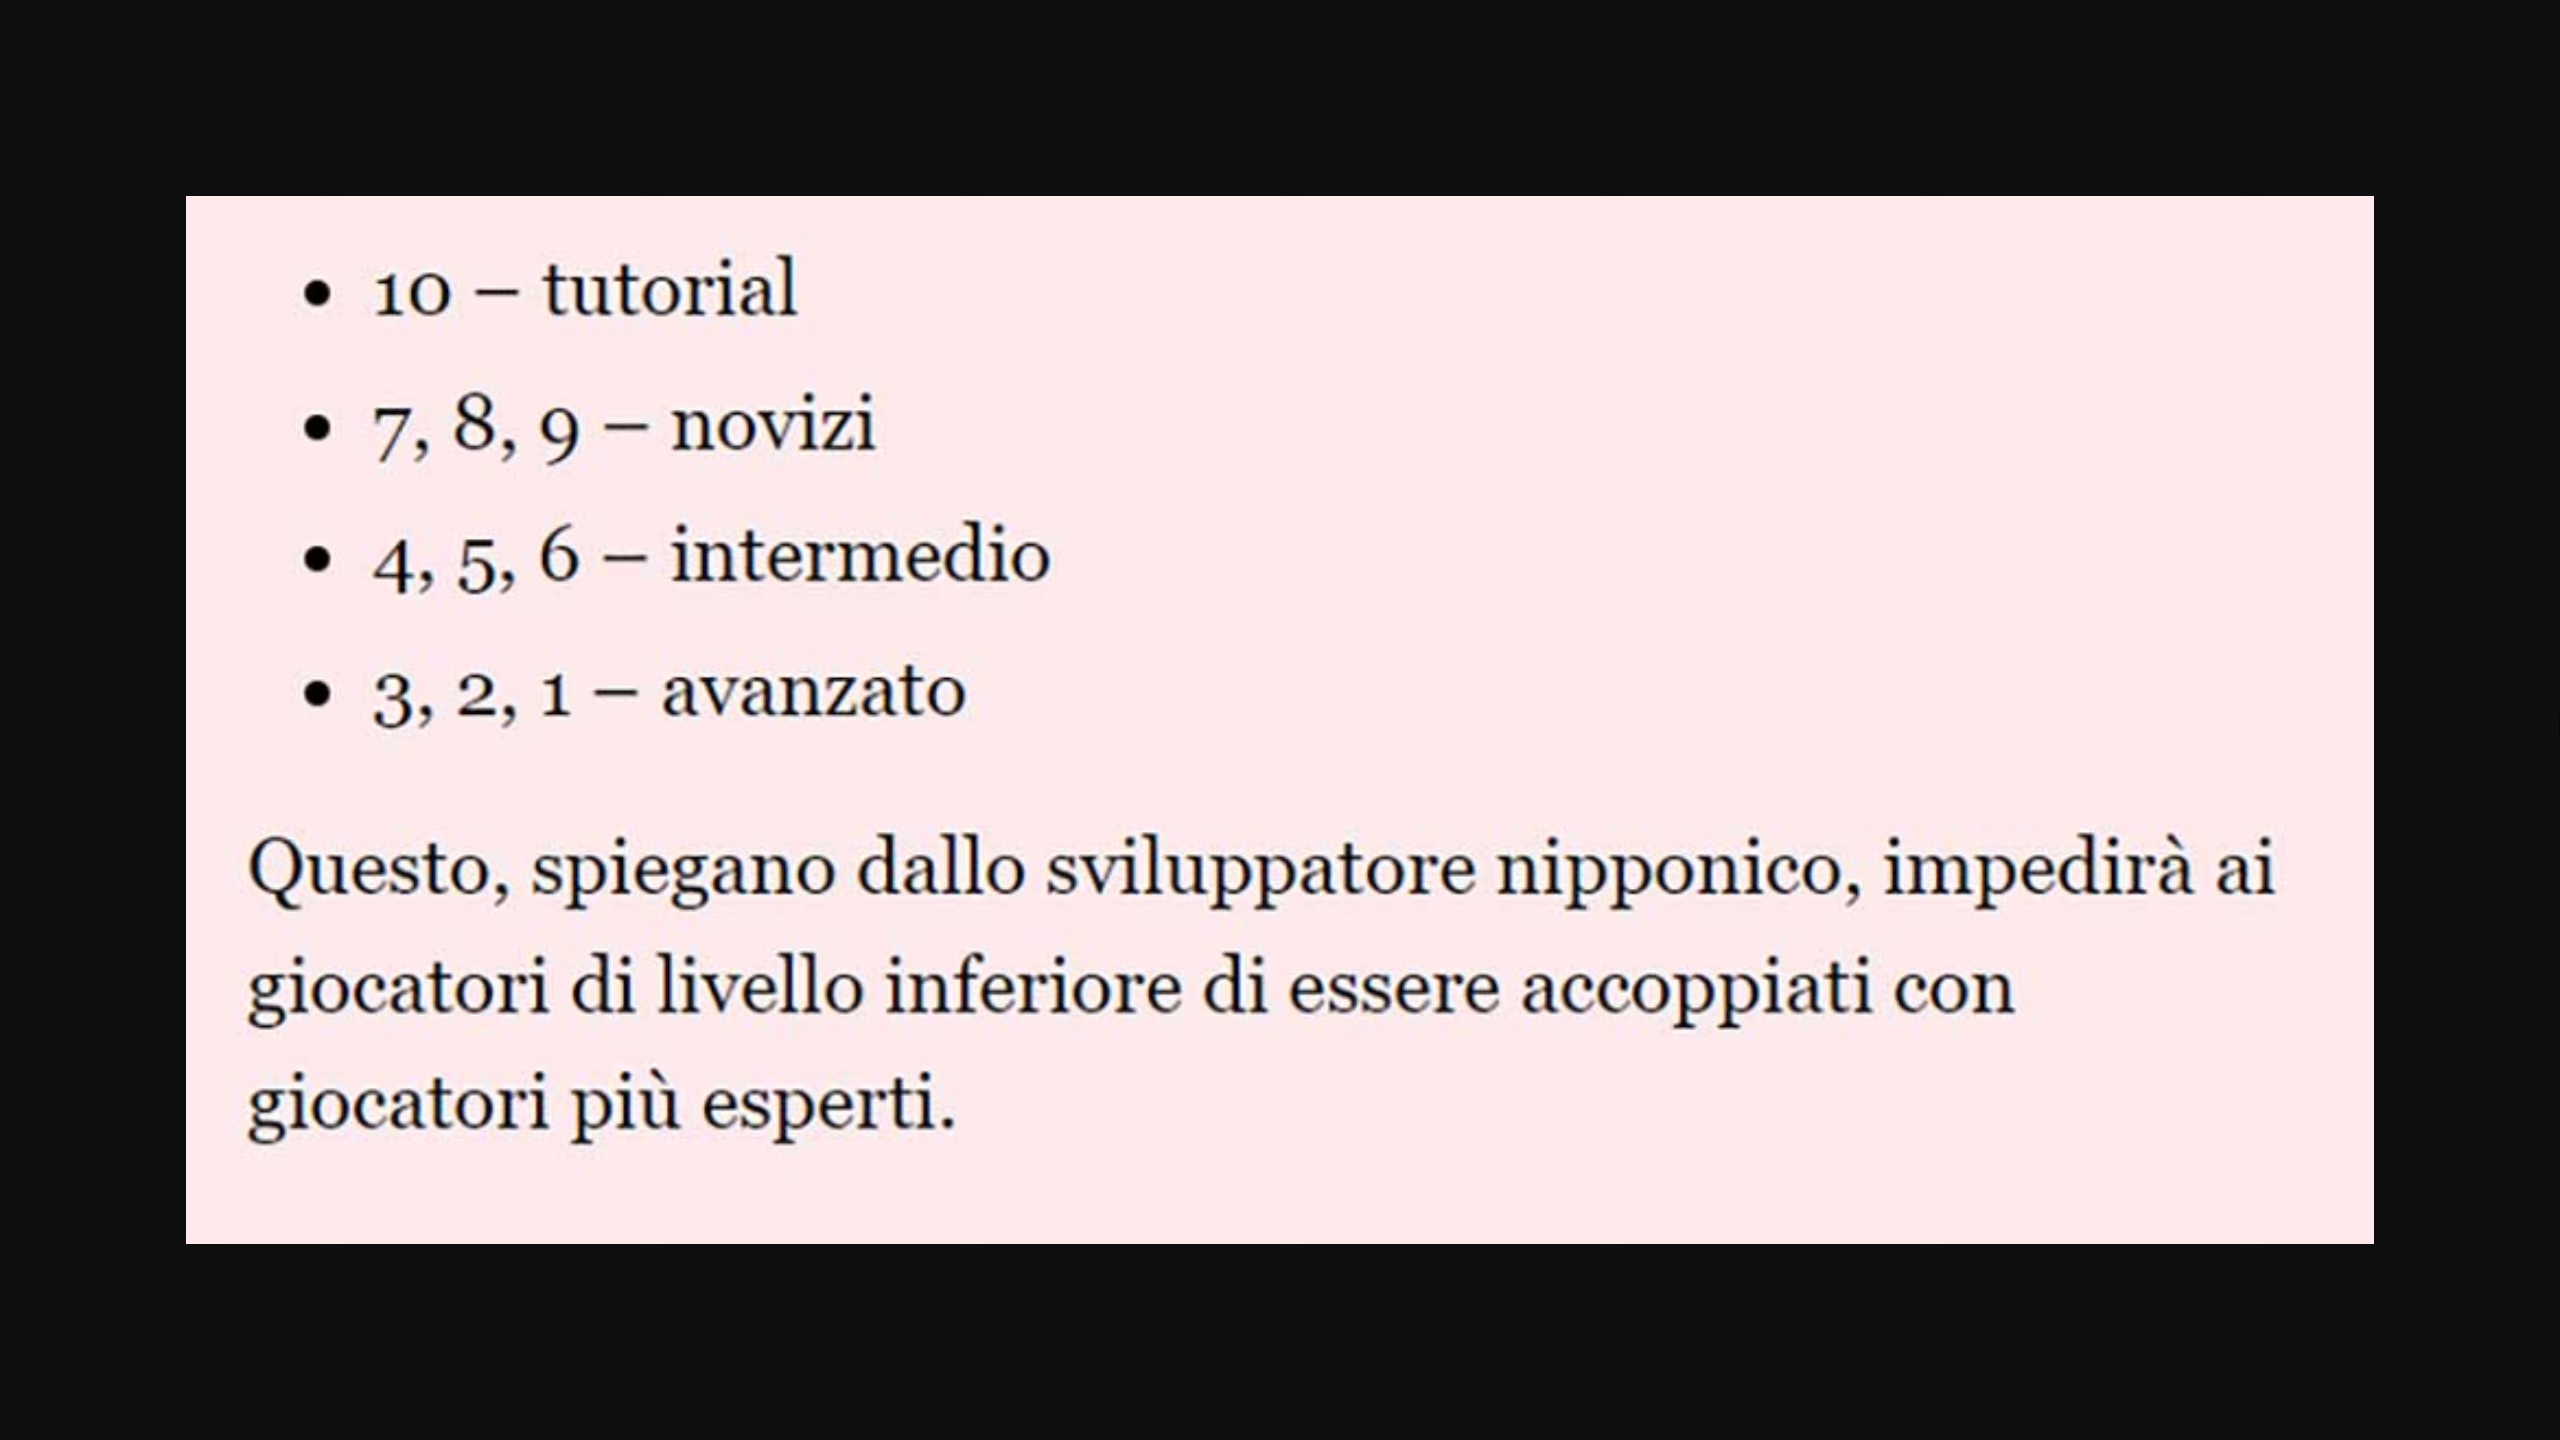 • 10 – tutorial
• 7, 8, 9 – novizi
• 4, 5, 6 – intermedio
• 3, 2, 1 – avanzato
Questo, spiegano dallo sviluppatore nipponico, impedirà ai
giocatori di livello inferiore di essere accoppiati con
giocatori più esperti.